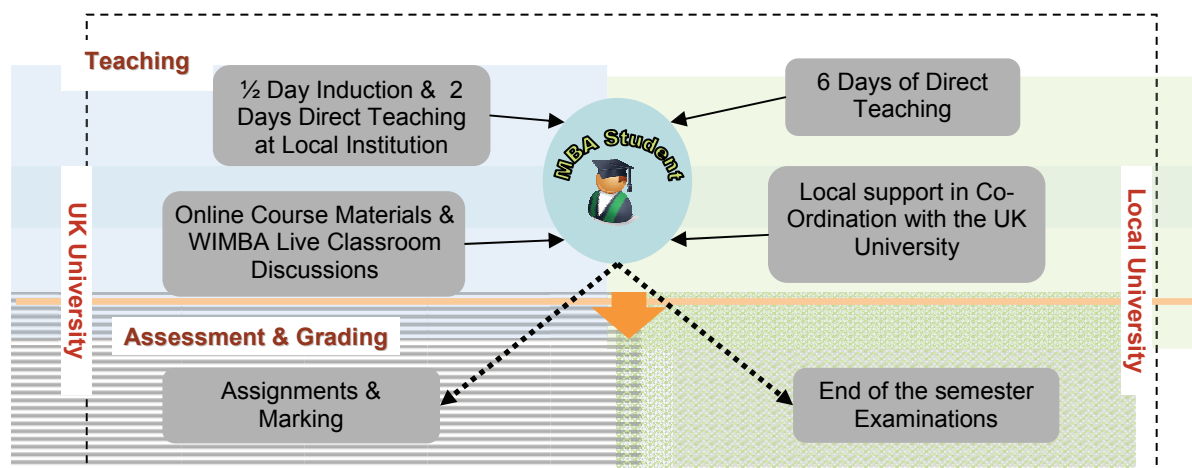 Teaching
½ Day Induction & 2
Days Direct Teaching
at Local Institution
6 Days of Direct
Teaching
MBA Student
Online Course Materials &
WIMBA Live Classroom
Discussions
Local support in Co-
Ordination with the UK
University
UK University
Local University
Assessment & Grading
Assignments &
Marking
End of the semester
Examinations